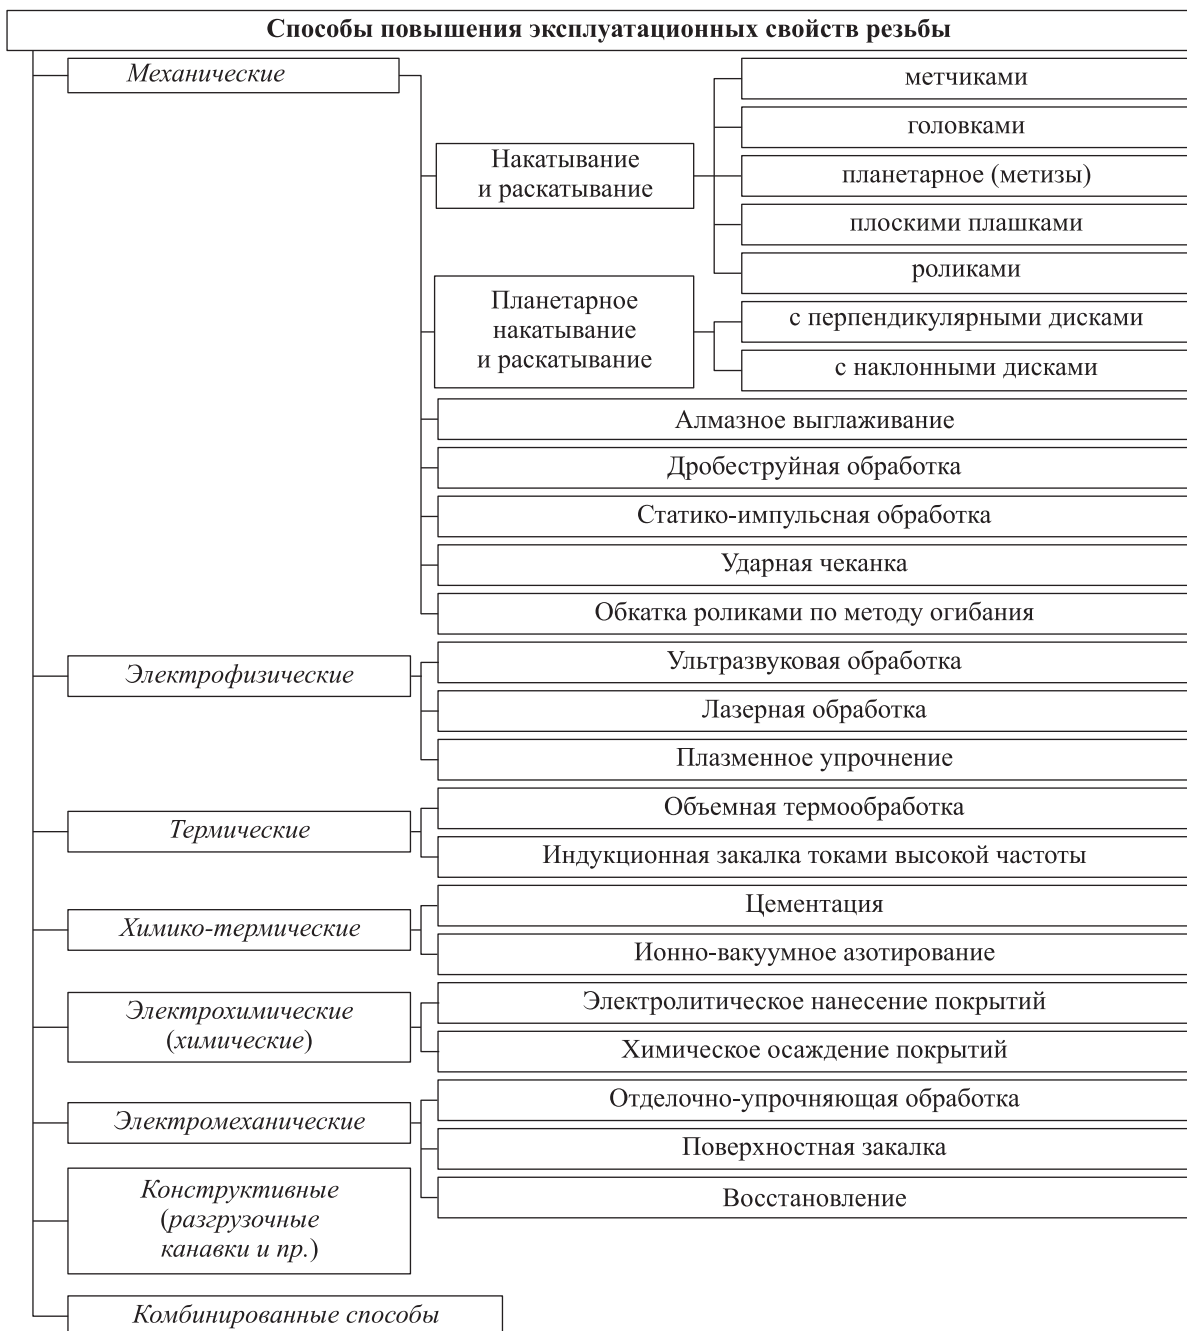 Способы повышения эксплуатационных свойств резьбы
Механические
Накатывание
и раскатывание
метчиками
головками
планетарное (метизы)
плоскими плашками
роликами
Планетарное
накатывание
и раскатывание
с перпендикулярными дисками
с наклонными дисками
Алмазное выглаживание
Дробеструйная обработка
Статико-импульсная обработка
Ударная чеканка
Обкатка роликами по методу огибания
Электрофизические
Ультразвуковая обработка
Лазерная обработка
Плазменное упрочнение
Термические
Объемная термообработка
Индукционная закалка токами высокой частоты
Химико-термические
Цементация
Ионно-вакуумное азотирование
Электрохимические
(химические)
Электролитическое нанесение покрытий
Химическое осаждение покрытий
Электромеханические
Отделочно-упрочняющая обработка
Поверхностная закалка
Восстановление
Конструктивные
(разгрузочные
канавки и пр.)
Комбинированные способы